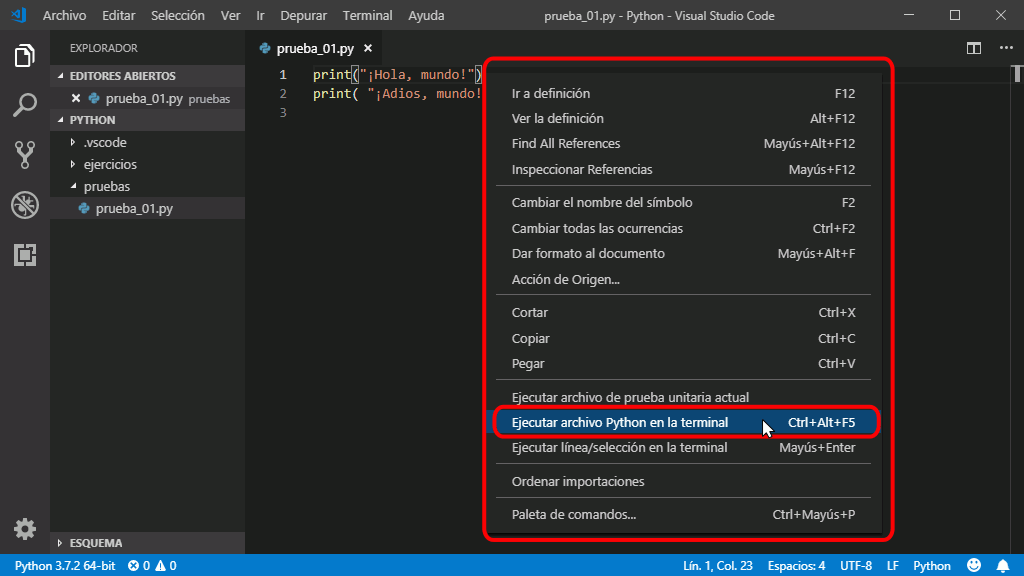 Archivo Editar Selección Ver Ir Depurar Terminal Ayuda prueba_01.py - Python - Visual Studio Code
EXPLORADOR
EDITORES ABIERTOS
prueba_01.py pruebas
PYTHON
.vscode
ejercicios
pruebas
prueba_01.py
ESQUEMA
prueba_01.py
1 print("¡Hola, mundo!")
2 print( "¡Adios, mundo!
3
Ir a definición F12
Ver la definición Alt+F12
Find All References Mayús+Alt+F12
Inspeccionar Referencias Mayús+F12
Cambiar el nombre del símbolo F2
Cambiar todas las ocurrencias Ctrl+F2
Dar formato al documento Mayús+Alt+F
Acción de Origen...
Cortar Ctrl+X
Copiar Ctrl+C
Pegar Ctrl+V
Ejecutar archivo de prueba unitaria actual
Ejecutar archivo Python en la terminal Ctrl+Alt+F5
Ejecutar línea/selección en la terminal Mayús+Enter
Ordenar importaciones
Paleta de comandos... Ctrl+Mayús+P
Python 3.7.2 64-bit 0 0 Lín. 1, Col. 23 Espacios: 4 UTF-8 LF Python